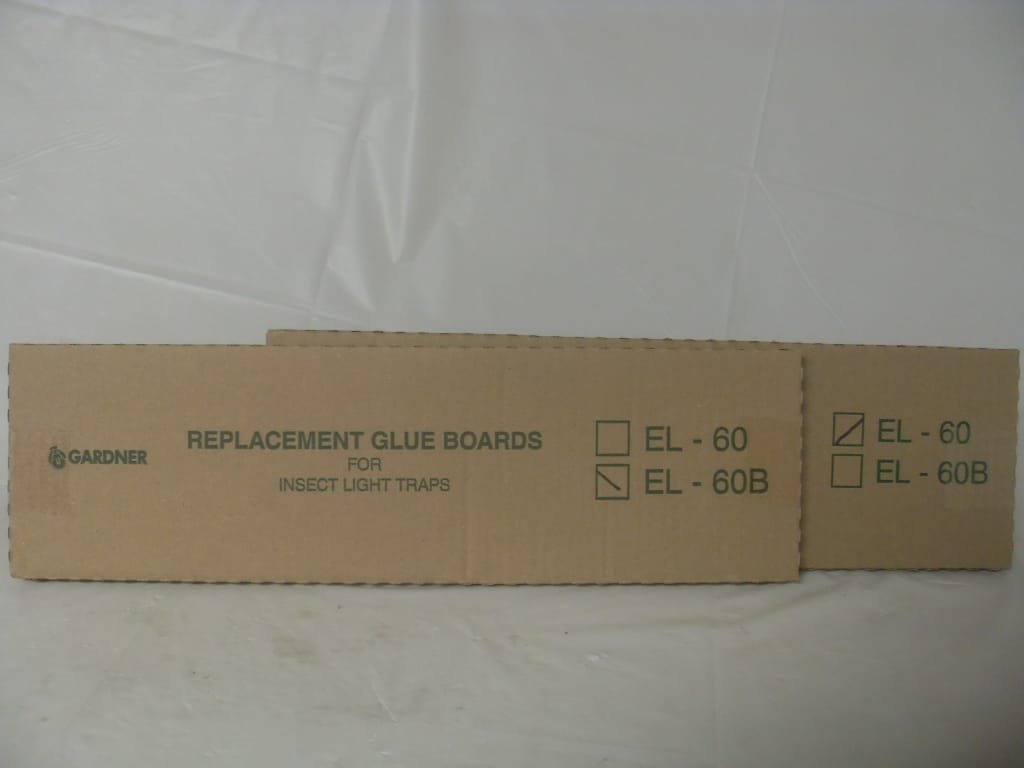 GARDNER
REPLACEMENT GLUE BOARDS
FOR
INSECT LIGHT TRAPS
EL - 60
EL - 60B
EL - 60
EL - 60B